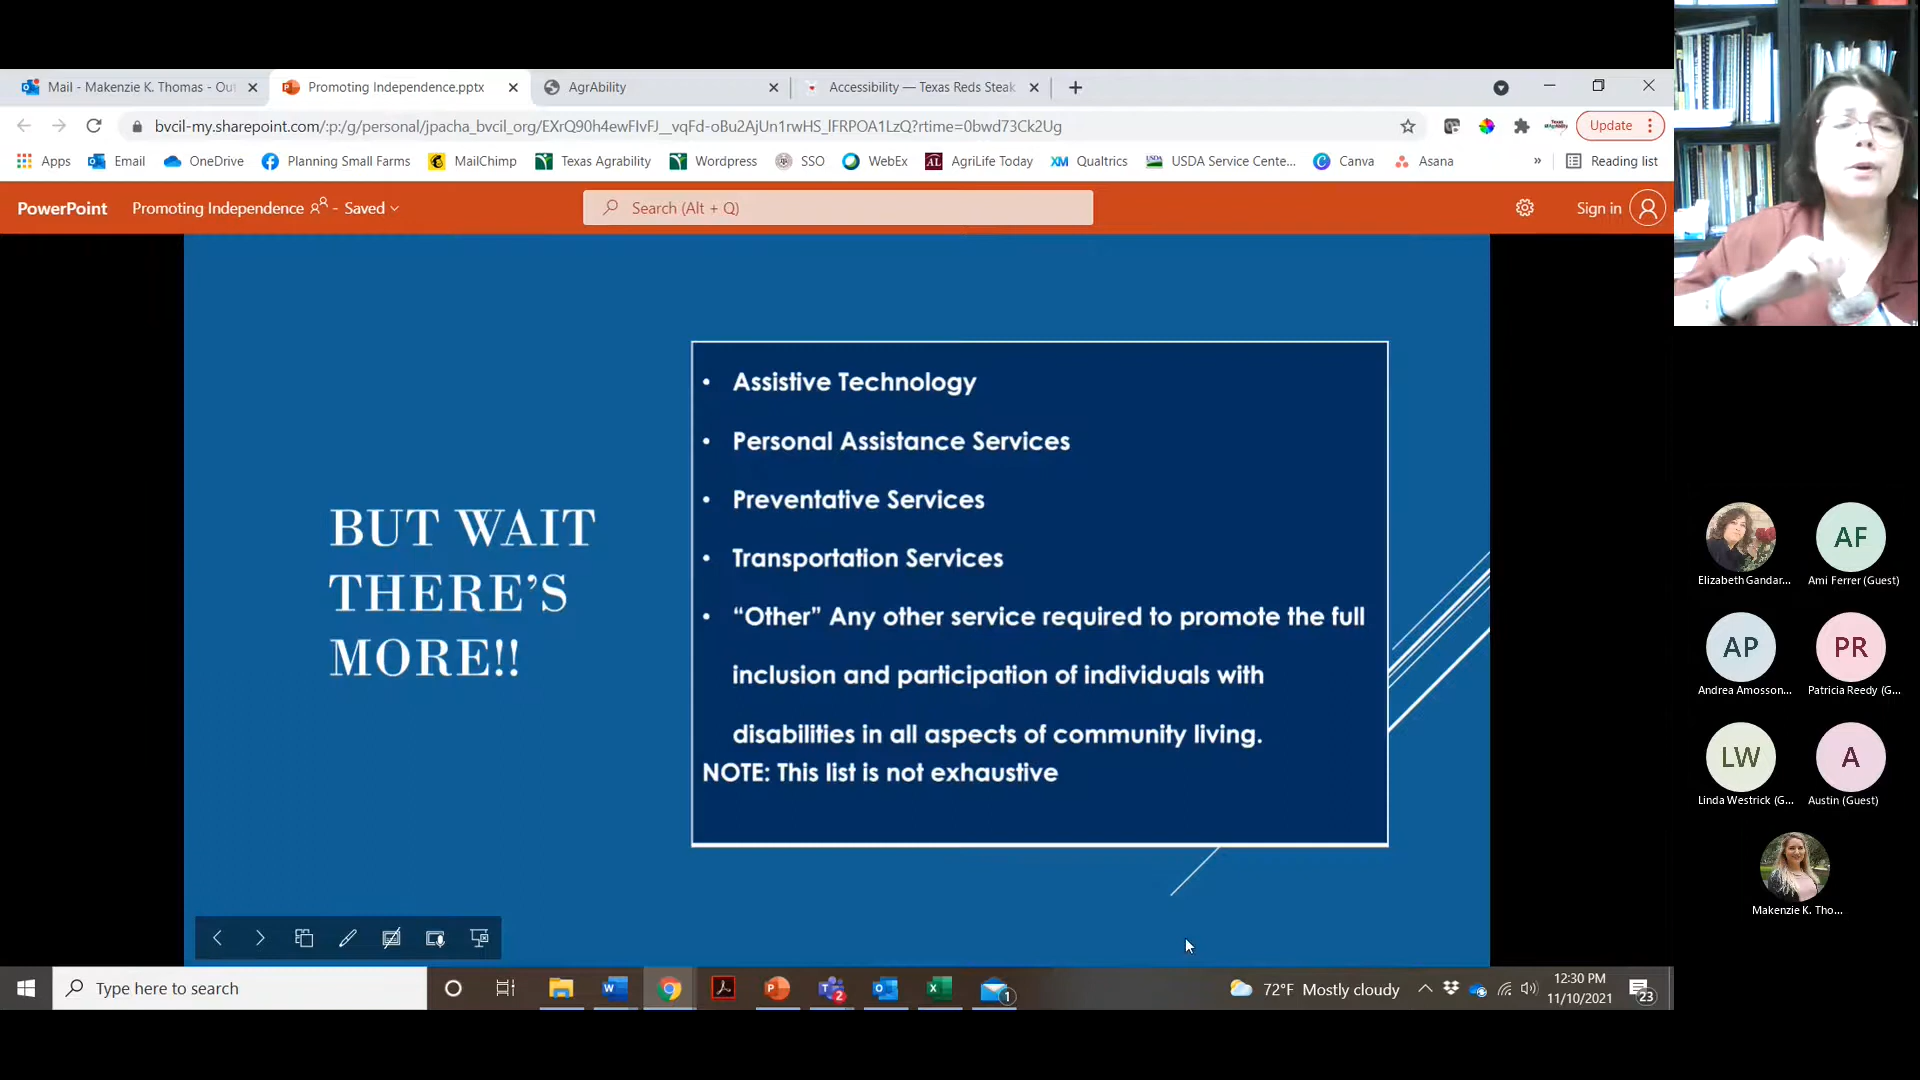 Mail - Makenzie K. Thomas - Out
Promoting Independence.pptx
AgrAbility
Accessibility — Texas Reds Steak
bvcil-my.sharepoint.com/:p:/g/personal/jpacha_bvcil_org/EXrQ90h4ewFIvFJ__vqFd-oBu2AjUn1rwHS_lFRPOA1LzQ?rtime=0bwd73Ck2Ug
Update
Apps
Email
OneDrive
Planning Small Farms
MailChimp
Texas Agrability
Wordpress
SSO
WebEx
AgriLife Today
Qualtrics
USDA Service Cente...
Canva
Asana
»
Reading list
PowerPoint
Promoting Independence - Saved
Search (Alt + Q)
Sign in
BUT WAIT
THERE’S
MORE!!
• Assistive Technology
• Personal Assistance Services
• Preventative Services
• Transportation Services
• “Other” Any other service required to promote the full
inclusion and participation of individuals with
disabilities in all aspects of community living.
NOTE: This list is not exhaustive
Elizabeth Gandar...
AF
Ami Ferrer (Guest)
AP
Andrea Amosson...
PR
Patricia Reedy (G...
LW
Linda Westrick (G...
A
Austin (Guest)
Makenzie K. Tho...
Type here to search
2
1
72°F Mostly cloudy
12:30 PM
11/10/2021
23